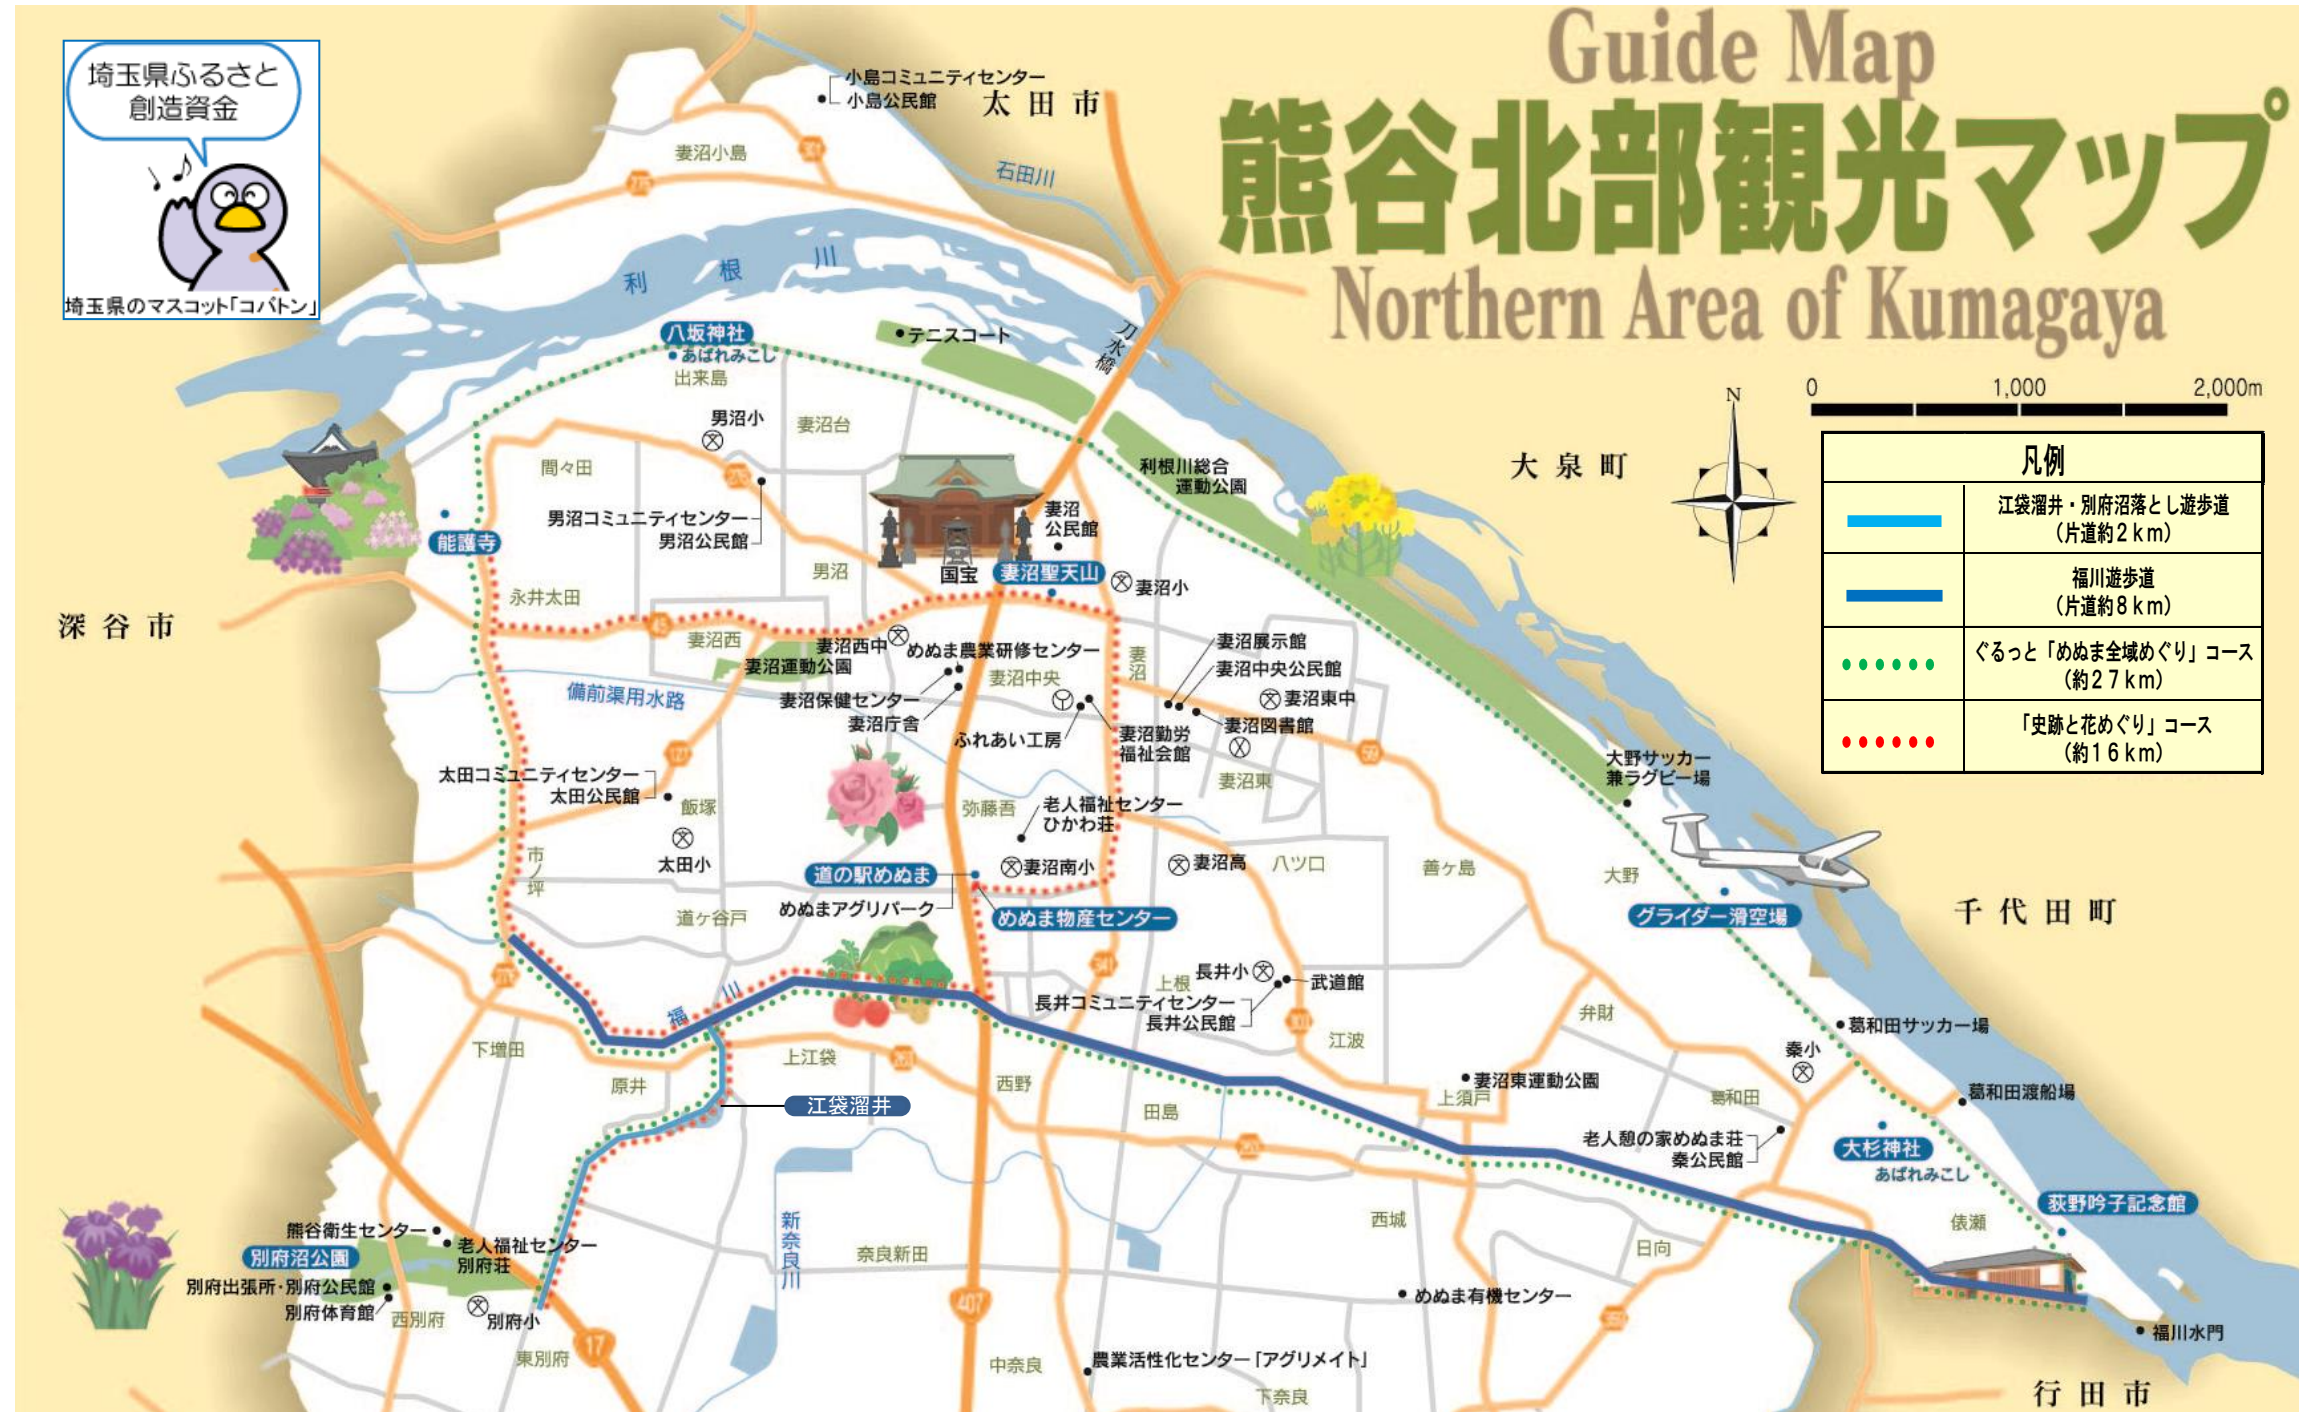 Guide Map
熊谷北部観光マップ
Northern Area of Kumagaya
埼玉県ふるさと
創造資金
埼玉県のマスコット「コバトン」
小島コミュニティセンター
小島公民館
太田市
妻沼小島
301
275
石田川
利根川
刀水橋
八坂神社
あばれみこし
出来島
テニスコート
男沼小
妻沼台
間々田
275
男沼コミュニティセンター
男沼公民館
利根川総合
運動公園
大泉町
N
0 1,000 2,000m
凡例
江袋溜井・別府沼落とし遊歩道
(片道約2km)
福川遊歩道
(片道約8km)
ぐるっと「めぬま全域めぐり」コース
(約27km)
「史跡と花めぐり」コース
(約16km)
能護寺
妻沼
公民館
国宝
妻沼聖天山
妻沼小
男沼
永井太田
深谷市
45
妻沼西
妻沼西中
妻沼運動公園
めぬま農業研修センター
妻沼中央
妻沼
妻沼展示館
妻沼中央公民館
妻沼東中
妻沼図書館
備前渠用水路
妻沼保健センター
妻沼庁舎
ふれあい工房
妻沼勤労
福祉会館
127
59
妻沼東
大野サッカー
兼ラグビー場
太田コミュニティセンター
太田公民館
飯塚
弥藤吾
老人福祉センター
ひかわ荘
太田小
市ノ坪
道の駅めぬま
妻沼南小
妻沼高
八ツ口
善ヶ島
大野
めぬまアグリパーク
めぬま物産センター
道ヶ谷戸
グライダー滑空場
千代田町
341
276
上根
長井小
武道館
長井コミュニティセンター
長井公民館
福川
301
江波
弁財
葛和田サッカー場
下増田
原井
上江袋
263
西野
江袋溜井
田島
妻沼東運動公園
上須戸
葛和田
秦小
葛和田渡船場
263
老人憩の家めぬま荘
秦公民館
大杉神社
あばれみこし
荻野吟子記念館
俵瀬
新奈良川
熊谷衛生センター
別府沼公園
老人福祉センター
別府荘
別府出張所・別府公民館
別府体育館
西別府
別府小
奈良新田
西城
日向
めぬま有機センター
407
17
東別府
中奈良
農業活性化センター「アグリメイト」
下奈良
福川水門
行田市